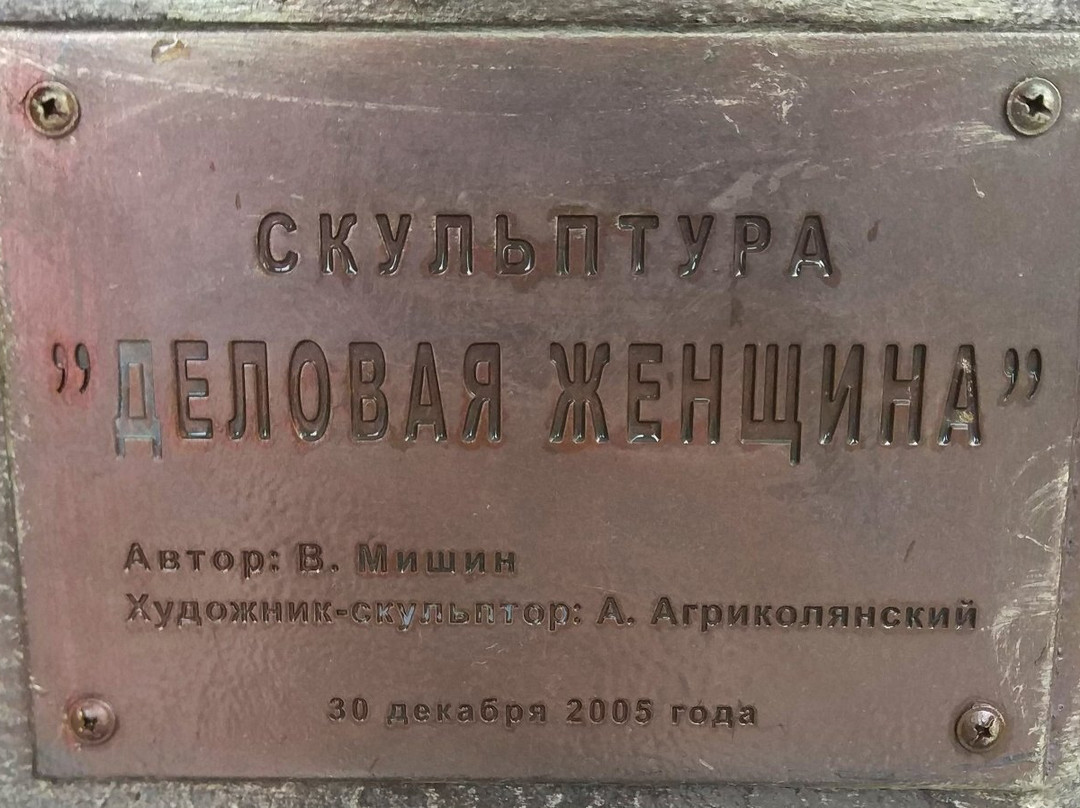 СКУЛЬПТУРА
”ДЕЛОВАЯ ЖЕНЩИНА”
Автор: В. Мишин
Художник-скульптор: А. Агриколянский
30 декабря 2005 года